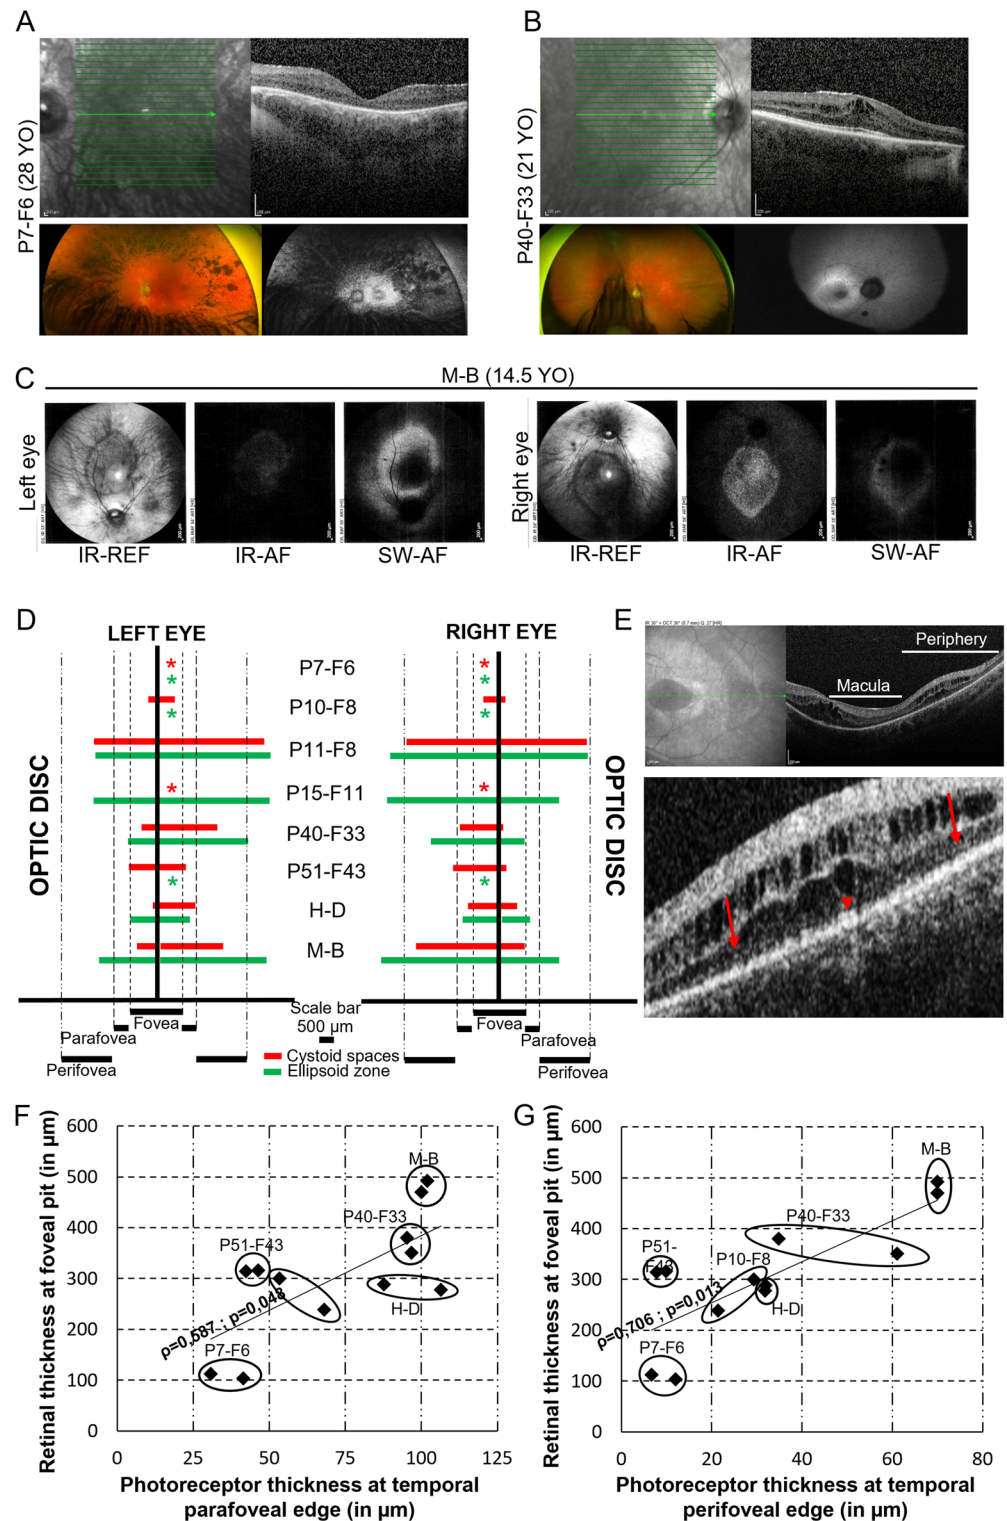 A
B
P7-F6 (28 YO)
P40-F33 (21 YO)
C
M-B (14.5 YO)
Left eye
Right eye
IR-REF
IR-AF
SW-AF
IR-REF
IR-AF
SW-AF
D
LEFT EYE
RIGHT EYE
E
OPTIC DISC
OPTIC DISC
P7-F6
P10-F8
P11-F8
P15-F11
P40-F33
P51-F43
H-D
M-B
*
*
*
*
*
*
*
*
*
*
Periphery
Macula
Scale bar
500 µm
Fovea
Fovea
Parafovea
Parafovea
Perifovea
Perifovea
Cystoid spaces
Ellipsoid zone
F
Retinal thickness at foveal pit (in µm)
600
500
400
300
200
100
0
M-B
P40-F33
P51-F43
H-D
P7-F6
ρ=0,587 ; p=0,048
0
25
50
75
100
125
Photoreceptor thickness at temporal
parafoveal edge (in µm)
G
Retinal thickness at foveal pit (in µm)
600
500
400
300
200
100
0
M-B
P40-F33
P51-
F43
P10-F8
H-D
P7-F6
ρ=0,706 ; p=0,013
0
20
40
60
80
Photoreceptor thickness at temporal
perifoveal edge (in µm)